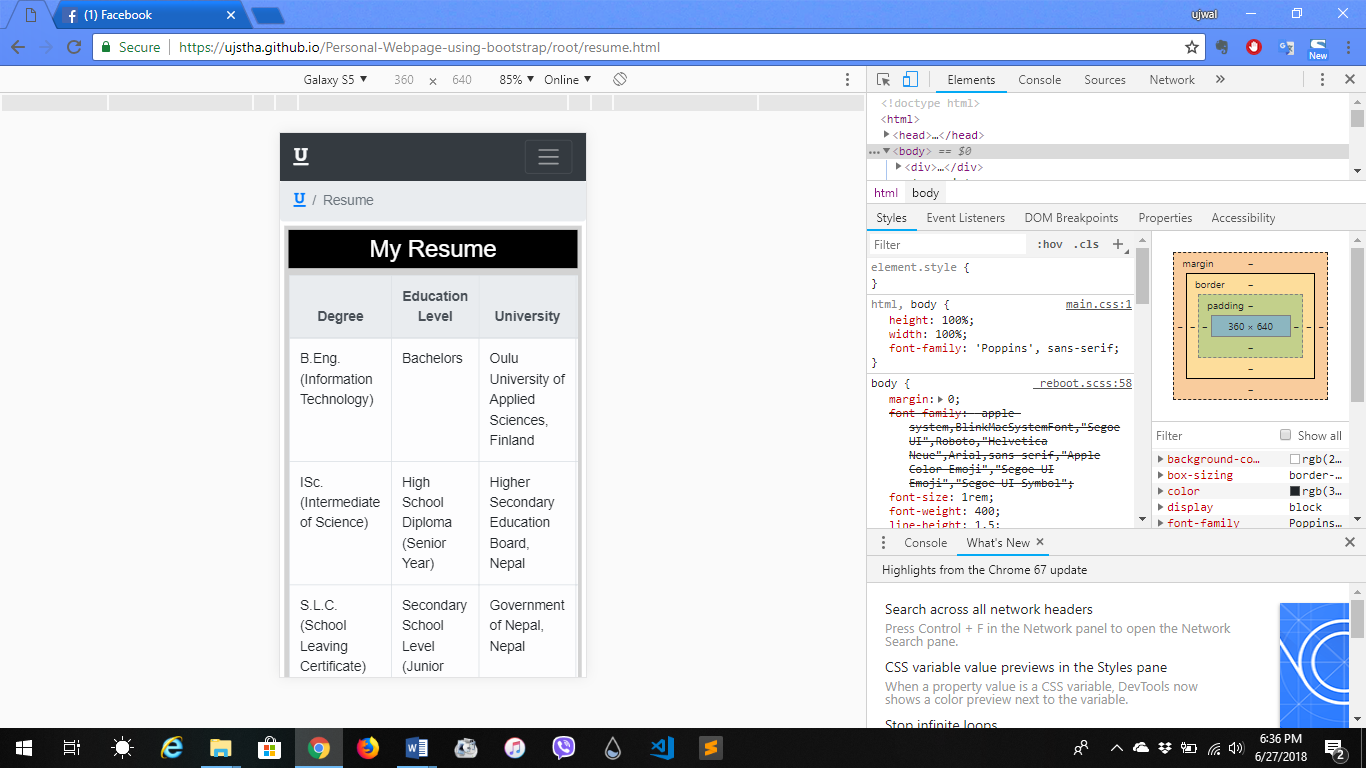 (1) Facebook
ujwal
Secure
https://ujstha.github.io/Personal-Webpage-using-bootstrap/root/resume.html
New
Galaxy S5 ▼ 360 × 640 85% ▼ Online ▼
Elements Console Sources Network »
U
U / Resume
My Resume
Degree
Education
Level
University
B.Eng.
(Information
Technology)
Bachelors
Oulu
University of
Applied
Sciences,
Finland
ISc.
(Intermediate
of Science)
High
School
Diploma
(Senior
Year)
Higher
Secondary
Education
Board,
Nepal
S.L.C.
(School
Leaving
Certificate)
Secondary
School
Level
(Junior
Government
of Nepal,
Nepal
<!doctype html>
<html>
<head>…</head>
<body> == $0
<div>…</div>
html body
Styles Event Listeners DOM Breakpoints Properties Accessibility
Filter :hov .cls +
element.style {
}
html, body { main.css:1
height: 100%;
width: 100%;
font-family: 'Poppins', sans-serif;
}
body { _reboot.scss:58
margin: 0;
font-family: -apple-
system,BlinkMacSystemFont,"Segoe
UI",Roboto,"Helvetica
Neue",Arial,sans-serif,"Apple
Color Emoji","Segoe UI
Emoji","Segoe UI Symbol";
font-size: 1rem;
font-weight: 400;
line-height: 1.5;
margin –
border –
padding –
– – – 360 × 640 – – –
–
–
–
Filter Show all
background-co… rgb(2…
box-sizing border-…
color rgb(3…
display block
font-family Poppins…
Console What's New ×
Highlights from the Chrome 67 update
Search across all network headers
Press Control + F in the Network panel to open the Network
Search pane.
CSS variable value previews in the Styles pane
When a property value is a CSS variable, DevTools now
shows a color preview next to the variable.
Stop infinite loops
6:36 PM
6/27/2018
2